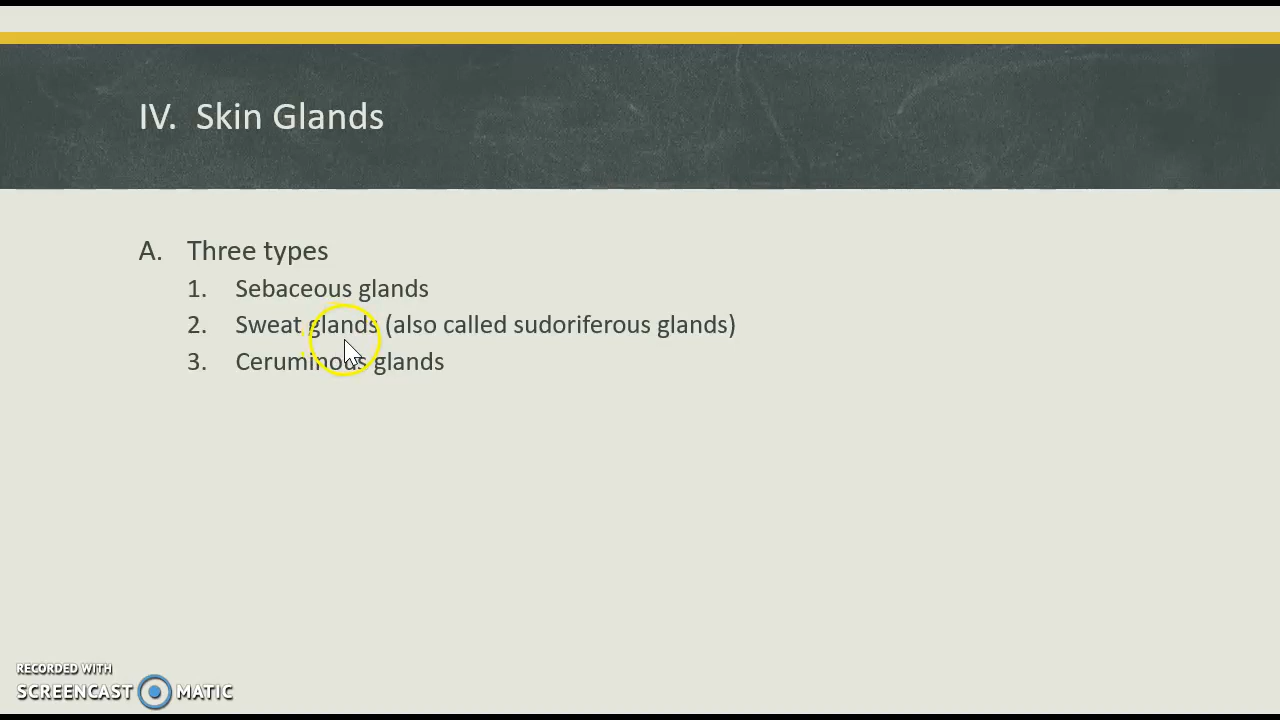 IV. Skin Glands
A. Three types
1. Sebaceous glands
2. Sweat glands (also called sudoriferous glands)
3. Ceruminous glands
RECORDED WITH
SCREENCAST MATIC